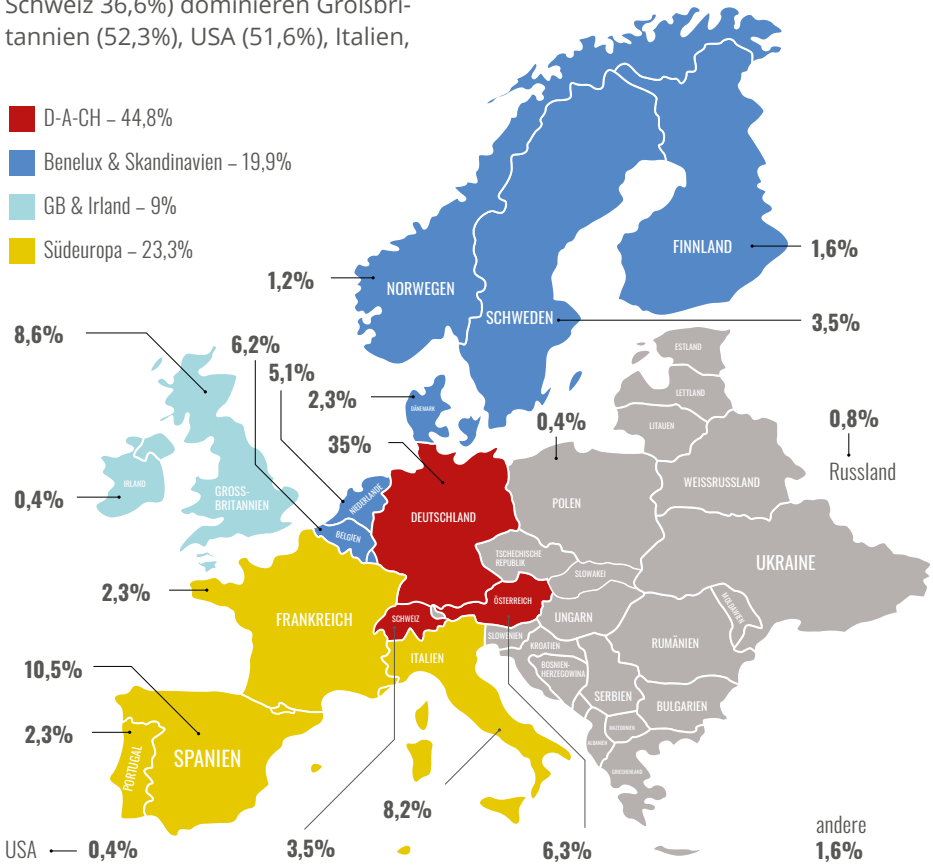 Schweiz 36,6%) dominieren Großbri-
tannien (52,3%), USA (51,6%), Italien,
D-A-CH – 44,8%
Benelux & Skandinavien – 19,9%
GB & Irland – 9%
Südeuropa – 23,3%
FINNLAND
1,6%
1,2%
NORWEGEN
SCHWEDEN
3,5%
8,6%
6,2%
5,1%
2,3%
DÄNEMARK
35%
0,4%
ESTLAND
LETTLAND
LITAUEN
0,8%
Russland
0,4%
IRLAND
GROSS-
BRITANNIEN
NIEDERLANDE
BELGIEN
DEUTSCHLAND
POLEN
WEISSRUSSLAND
TSCHECHISCHE
REPUBLIK
SLOWAKEI
UKRAINE
2,3%
FRANKREICH
SCHWEIZ
ÖSTERREICH
UNGARN
MOLDAWIEN
RUMÄNIEN
SLOWENIEN
KROATIEN
ITALIEN
BOSNIEN-
HERZEGOWINA
SERBIEN
BULGARIEN
MAZEDONIEN
ALBANIEN
GRIECHENLAND
10,5%
2,3%
PORTUGAL
SPANIEN
8,2%
USA
0,4%
3,5%
6,3%
andere
1,6%